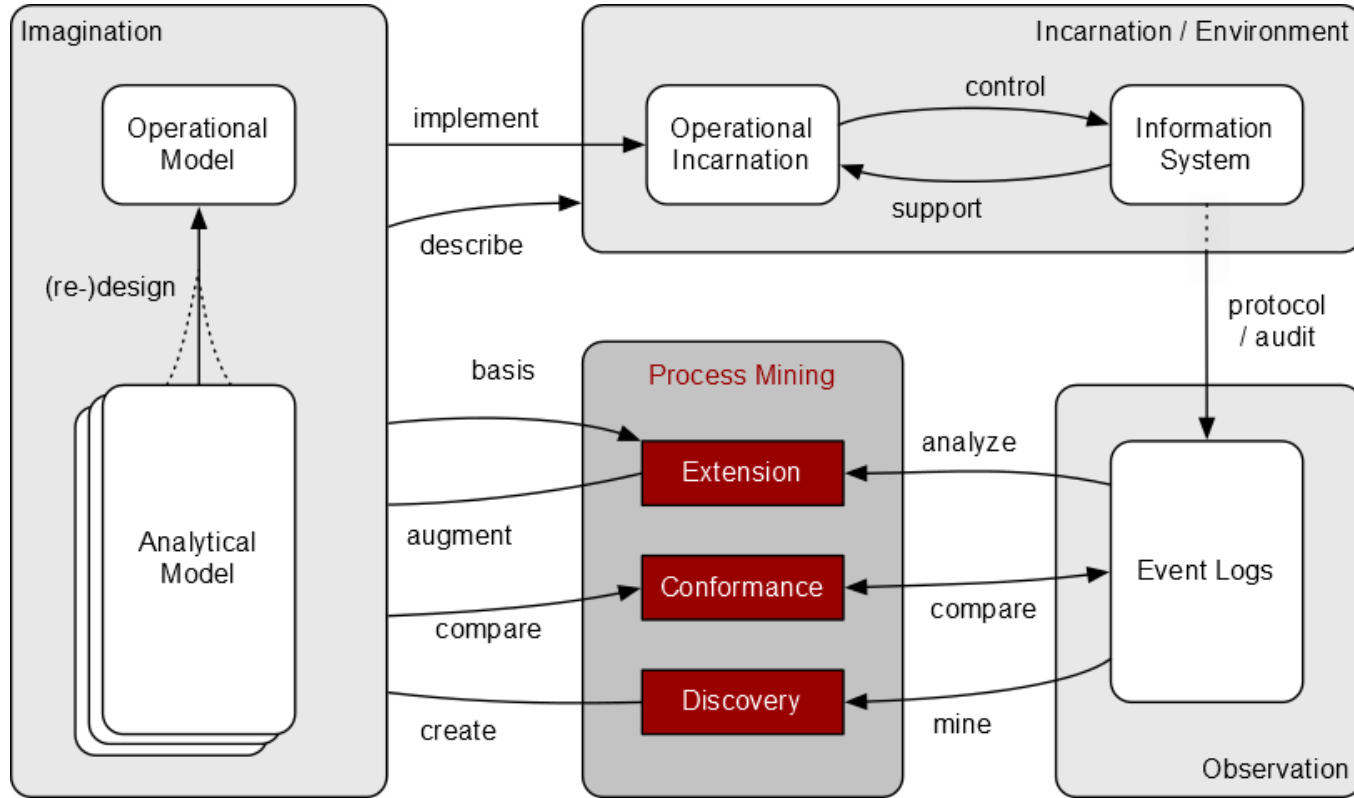 Imagination
Operational
Model
(re-)design
Analytical
Model
implement
describe
Incarnation / Environment
Operational
Incarnation
control
support
Information
System
protocol
/ audit
basis
augment
compare
create
Process Mining
Extension
Conformance
Discovery
analyze
compare
mine
Event Logs
Observation